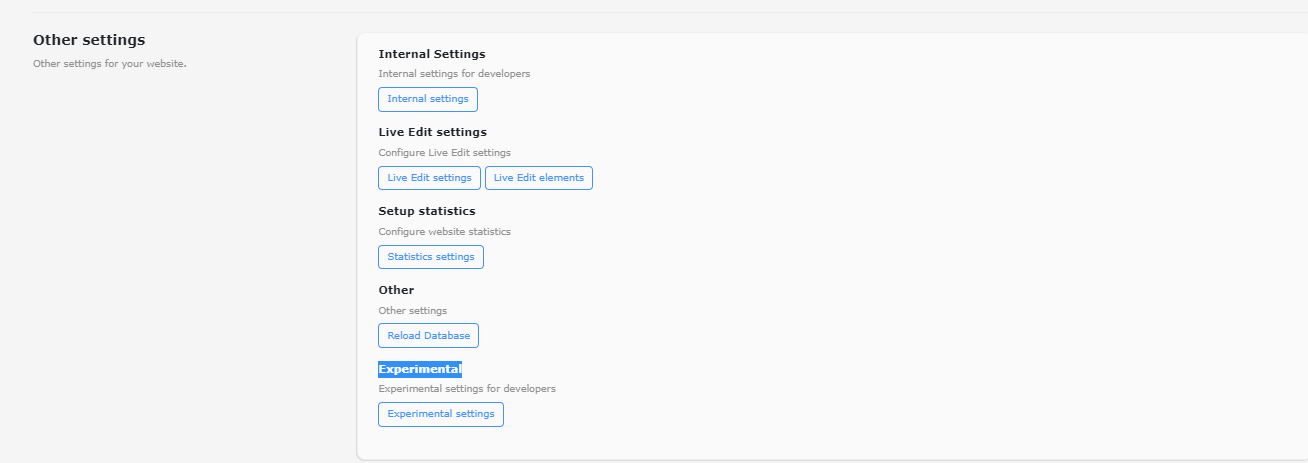 Other settings
Other settings for your website.
Internal Settings
Internal settings for developers
Internal settings
Live Edit settings
Configure Live Edit settings
Live Edit settings
Live Edit elements
Setup statistics
Configure website statistics
Statistics settings
Other
Other settings
Reload Database
Experimental
Experimental settings for developers
Experimental settings